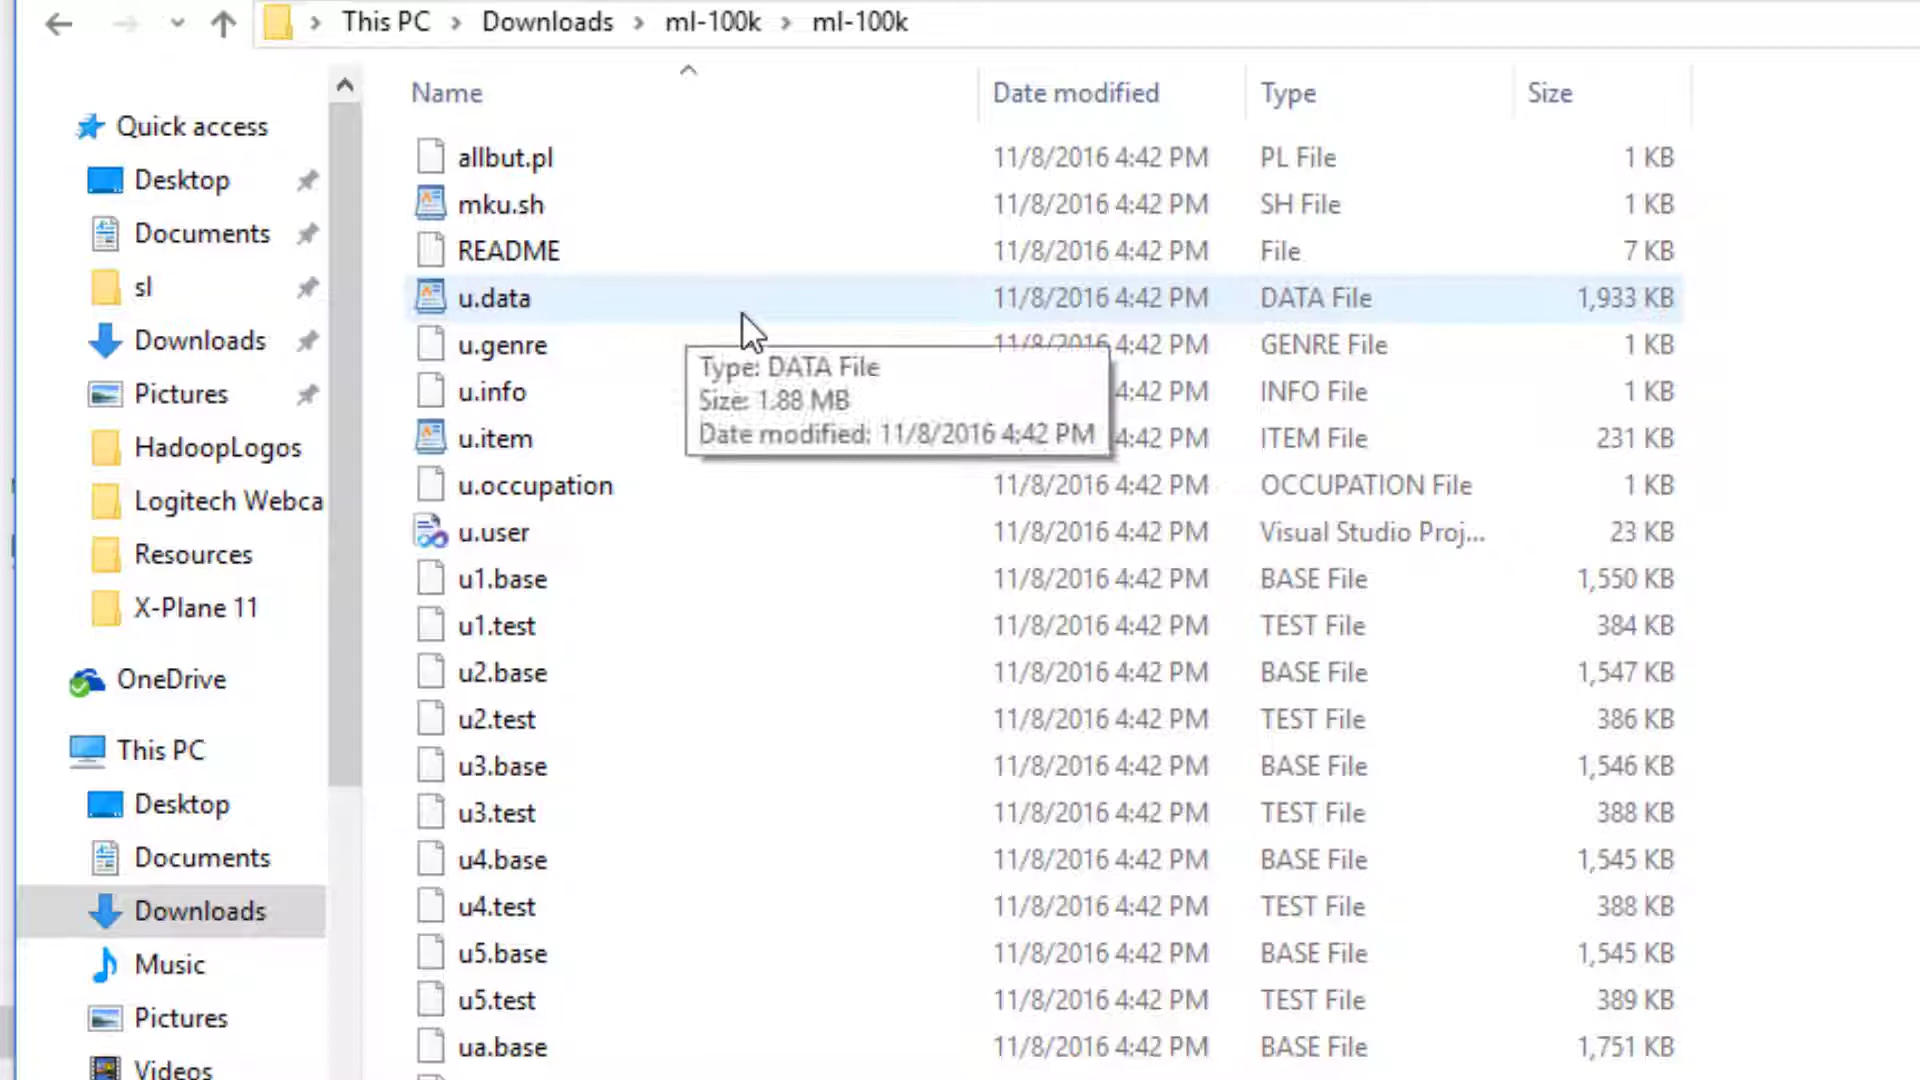 This PC > Downloads > ml-100k > ml-100k
Name Date modified Type Size
Quick access
Desktop
Documents
sl
Downloads
Pictures
HadoopLogos
Logitech Webca
Resources
X-Plane 11
OneDrive
This PC
Desktop
Documents
Downloads
Music
Pictures
Videos
allbut.pl 11/8/2016 4:42 PM PL File 1 KB
mku.sh 11/8/2016 4:42 PM SH File 1 KB
README 11/8/2016 4:42 PM File 7 KB
u.data 11/8/2016 4:42 PM DATA File 1,933 KB
u.genre 11/8/2016 4:42 PM GENRE File 1 KB
u.info 4:42 PM INFO File 1 KB
u.item 4:42 PM ITEM File 231 KB
u.occupation 11/8/2016 4:42 PM OCCUPATION File 1 KB
u.user 11/8/2016 4:42 PM Visual Studio Proj... 23 KB
u1.base 11/8/2016 4:42 PM BASE File 1,550 KB
u1.test 11/8/2016 4:42 PM TEST File 384 KB
u2.base 11/8/2016 4:42 PM BASE File 1,547 KB
u2.test 11/8/2016 4:42 PM TEST File 386 KB
u3.base 11/8/2016 4:42 PM BASE File 1,546 KB
u3.test 11/8/2016 4:42 PM TEST File 388 KB
u4.base 11/8/2016 4:42 PM BASE File 1,545 KB
u4.test 11/8/2016 4:42 PM TEST File 388 KB
u5.base 11/8/2016 4:42 PM BASE File 1,545 KB
u5.test 11/8/2016 4:42 PM TEST File 389 KB
ua.base 11/8/2016 4:42 PM BASE File 1,751 KB
Type: DATA File
Size: 1.88 MB
Date modified: 11/8/2016 4:42 PM